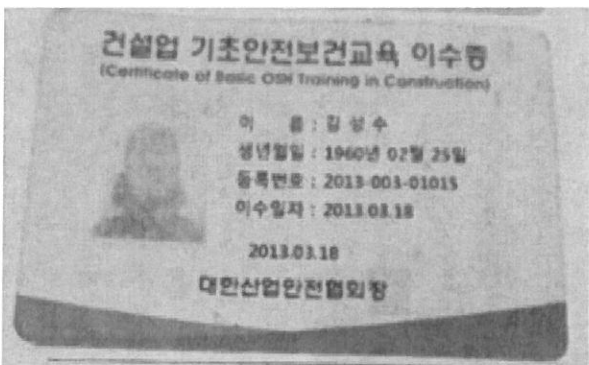 건설업 기초안전보건교육 이수증
(Certificate of Basic OSH Training in Construction)
이 름 : 김성수
생년월일 : 1960년 02월 25일
등록번호 : 2013-003-01015
이수일자 : 2013.03.18
2013.03.18
대한산업안전협회장